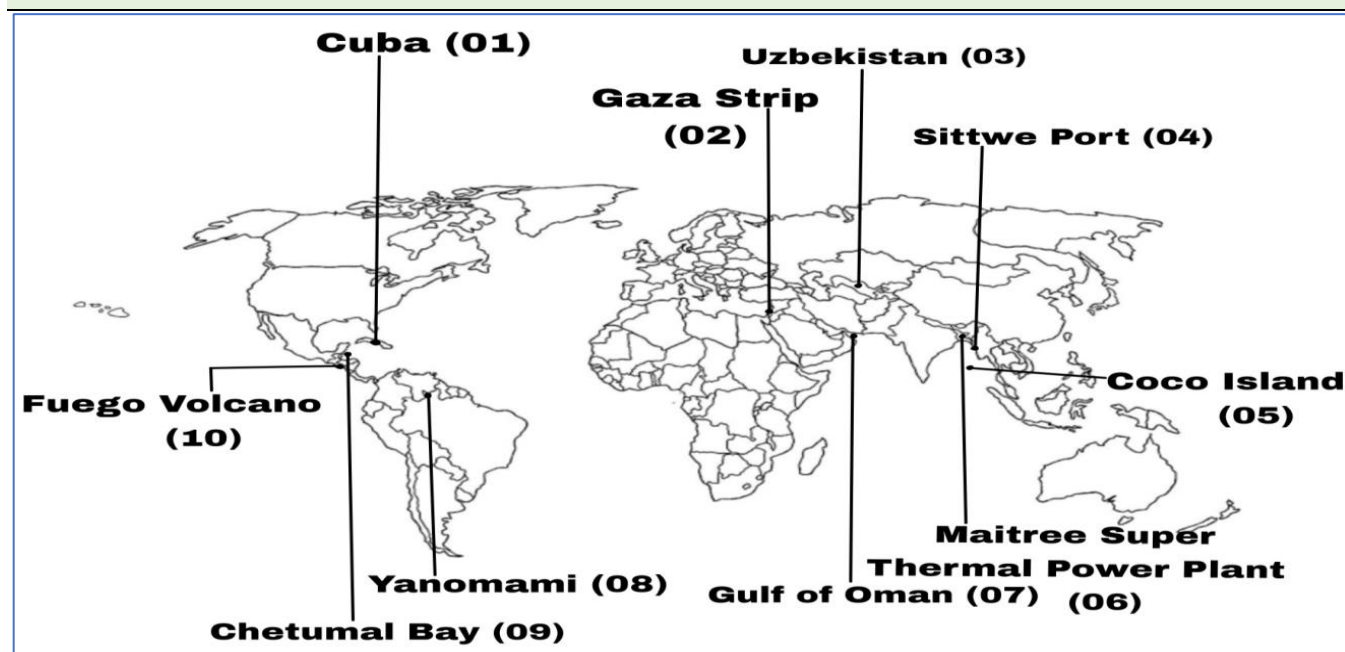 Cuba (01)
Uzbekistan (03)
Gaza Strip
(02)
Sittwe Port (04)
Coco Island
(05)
Fuego Volcano
(10)
Maitree Super
Thermal Power Plant
(06)
Gulf of Oman (07)
Yanomami (08)
Chetumal Bay (09)